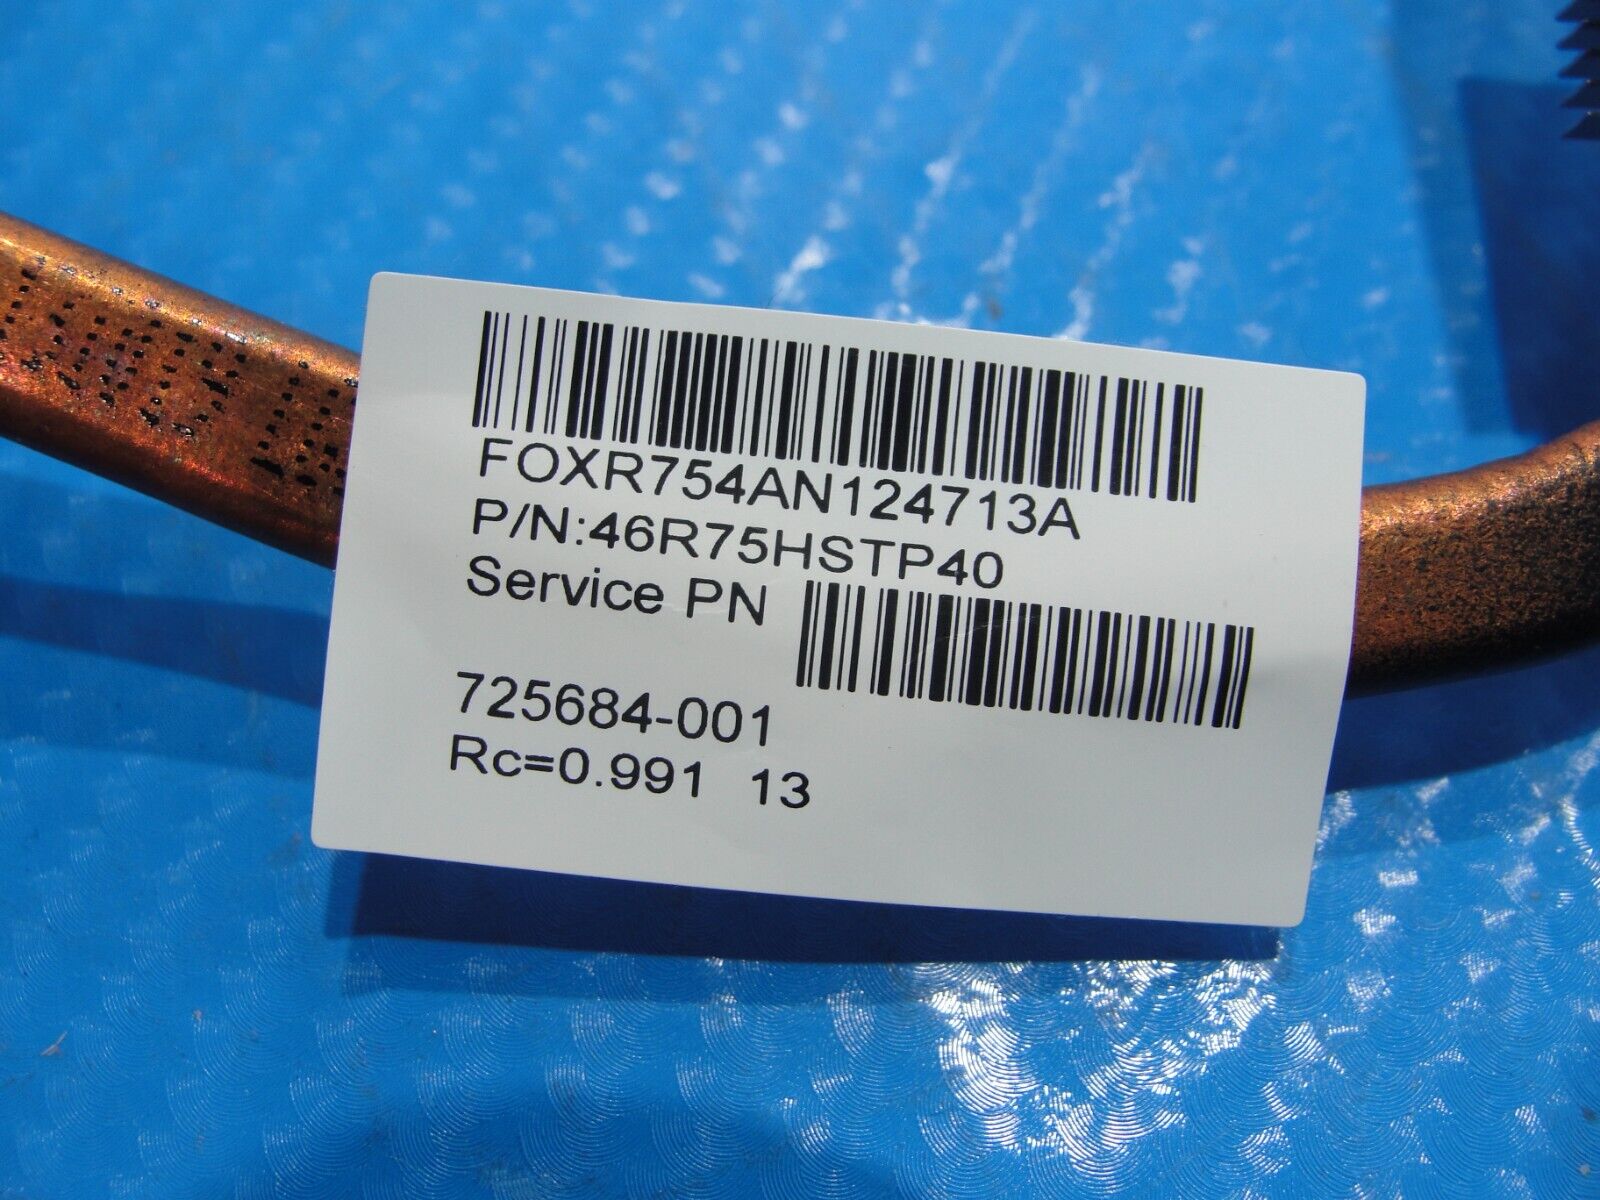 FOXR754AN124713A
P/N:46R75HSTP40
Service PN
725684-001
Rc=0.991 13